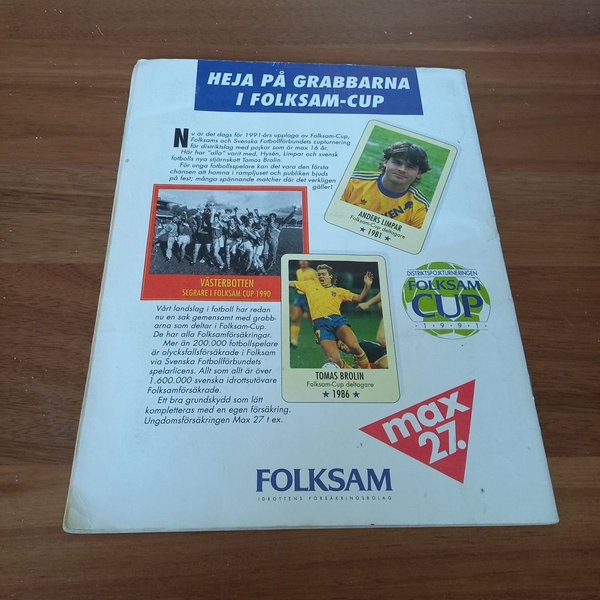 HEJA PÅ GRABBARNA
I FOLKSAM-CUP
Nu är det dags för 1991-års upplaga av Folksam-Cup,
Folksams och Svenska Fotbollförbundets cupturnering
för distriktslag med pojkar som är max 16 år.
Här har "alla" varit med, Hysén, Limpar och svensk
fotbolls nya stjärnskott Tomas Brolin.
För unga fotbollsspelare kan det vara den första
chansen att hamna i rampljuset och publiken bjuds
på fest; många spännande matcher där det verkligen
gäller!
ANDERS LIMPAR
Folksam-Cup deltagare
★ 1981 ★
VÄSTERBOTTEN
SEGRARE I FOLKSAM CUP 1990
DISTRIKTSPOJKTURNERINGEN
FOLKSAM
CUP
·1·9·9·1·
Vårt landslag i fotboll har redan
nu en sak gemensamt med grabb-
arna som deltar i Folksam-Cup.
De har alla Folksamförsäkringar.
Mer än 200.000 fotbollspelare
är olycksfallsförsäkrade i Folksam
via Svenska Fotbollförbundets
spelarlicens. Allt som allt är över
1.600.000 svenska idrottsutövare
Folksamförsäkrade.
Ett bra grundskydd som lött
kompletteras med en egen försäkring.
Ungdomsförsäkringen Max 27 t ex.
TOMAS BROLIN
Folksam-Cup deltagare
★ 1986 ★
max
27.
FOLKSAM
IDROTTENS FÖRSÄKRINGSBOLAG